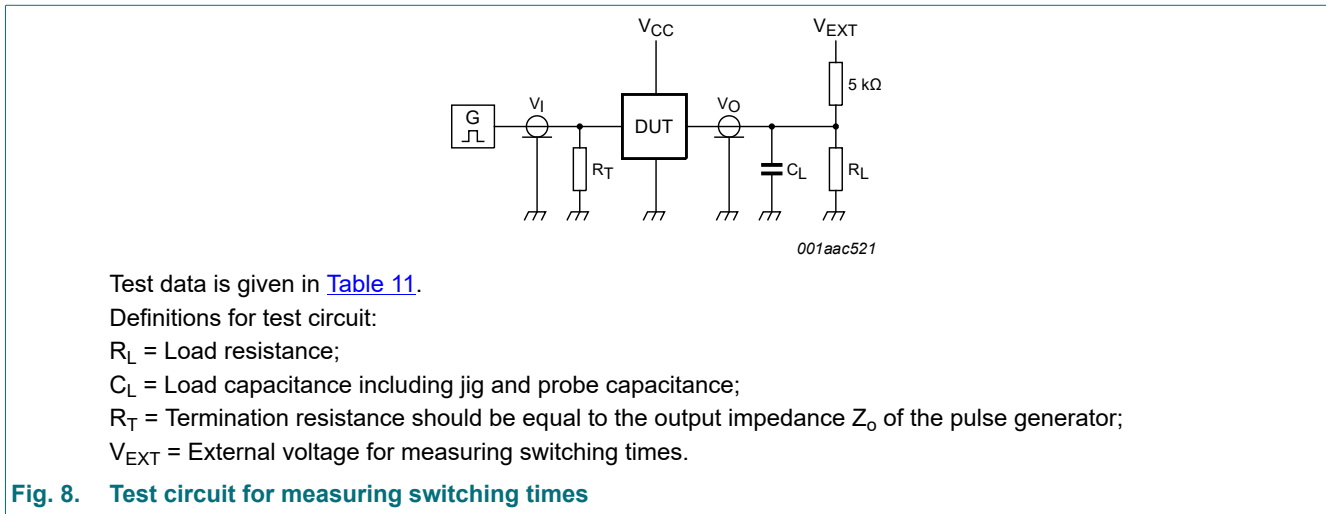 VCC VEXT
5 kΩ
G VI DUT VO
RT CL RL
001aac521
Test data is given in Table 11.
Definitions for test circuit:
RL = Load resistance;
CL = Load capacitance including jig and probe capacitance;
RT = Termination resistance should be equal to the output impedance Zo of the pulse generator;
VEXT = External voltage for measuring switching times.
Fig. 8. Test circuit for measuring switching times